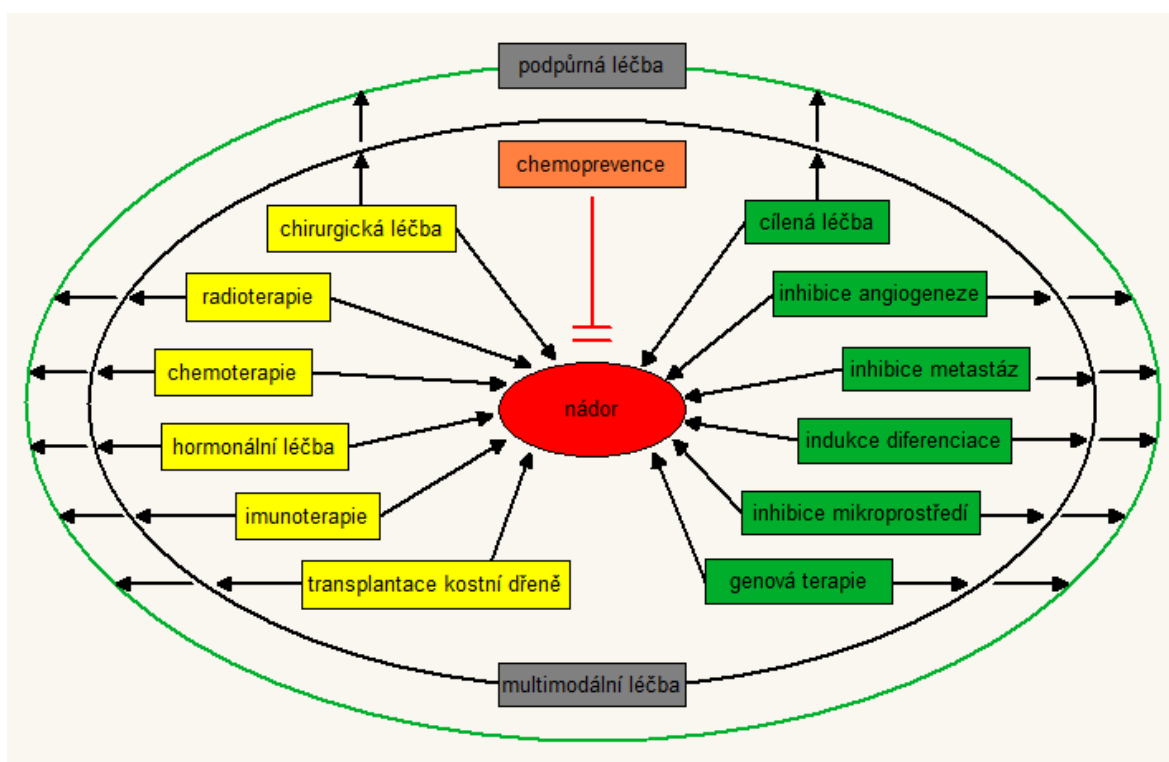 podpůrná léčba
chemoprevence
chirurgická léčba
cílená léčba
radioterapie
inhibice angiogeneze
chemoterapie
inhibice metastáz
nádor
hormonální léčba
indukce diferenciace
imunoterapie
inhibice mikroprostředí
transplantace kostní dřeně
genová terapie
multimodální léčba